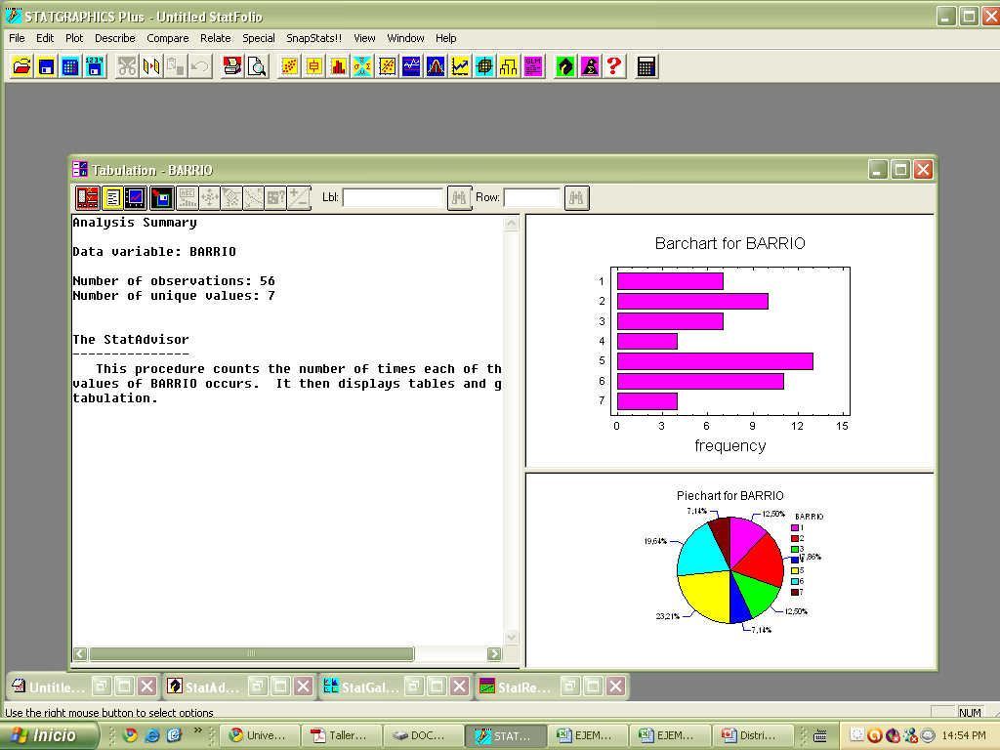 STATGRAPHICS Plus - Untitled StatFolio
File Edit Plot Describe Compare Relate Special SnapStats!! View Window Help
1234
GLM
Tabulation - BARRIO
Lbl: Row:
Analysis Summary
Data variable: BARRIO
Number of observations: 56
Number of unique values: 7
The StatAdvisor
---------------
This procedure counts the number of times each of th
values of BARRIO occurs. It then displays tables and g
tabulation.
Barchart for BARRIO
1
2
3
4
5
6
7
0 3 6 9 12 15
frequency
Piechart for BARRIO
7,14% 12,50%
19,64% 17,86%
23,21% 12,50%
7,14%
BARRIO
1
2
3
4
5
6
7
Untitle... StatAd... StatGal... StatRe...
Use the right mouse button to select options
NUM
Inicio
» Unive... Taller... DOC... STAT... EJEM... EJEM... Distri...
14:54 PM